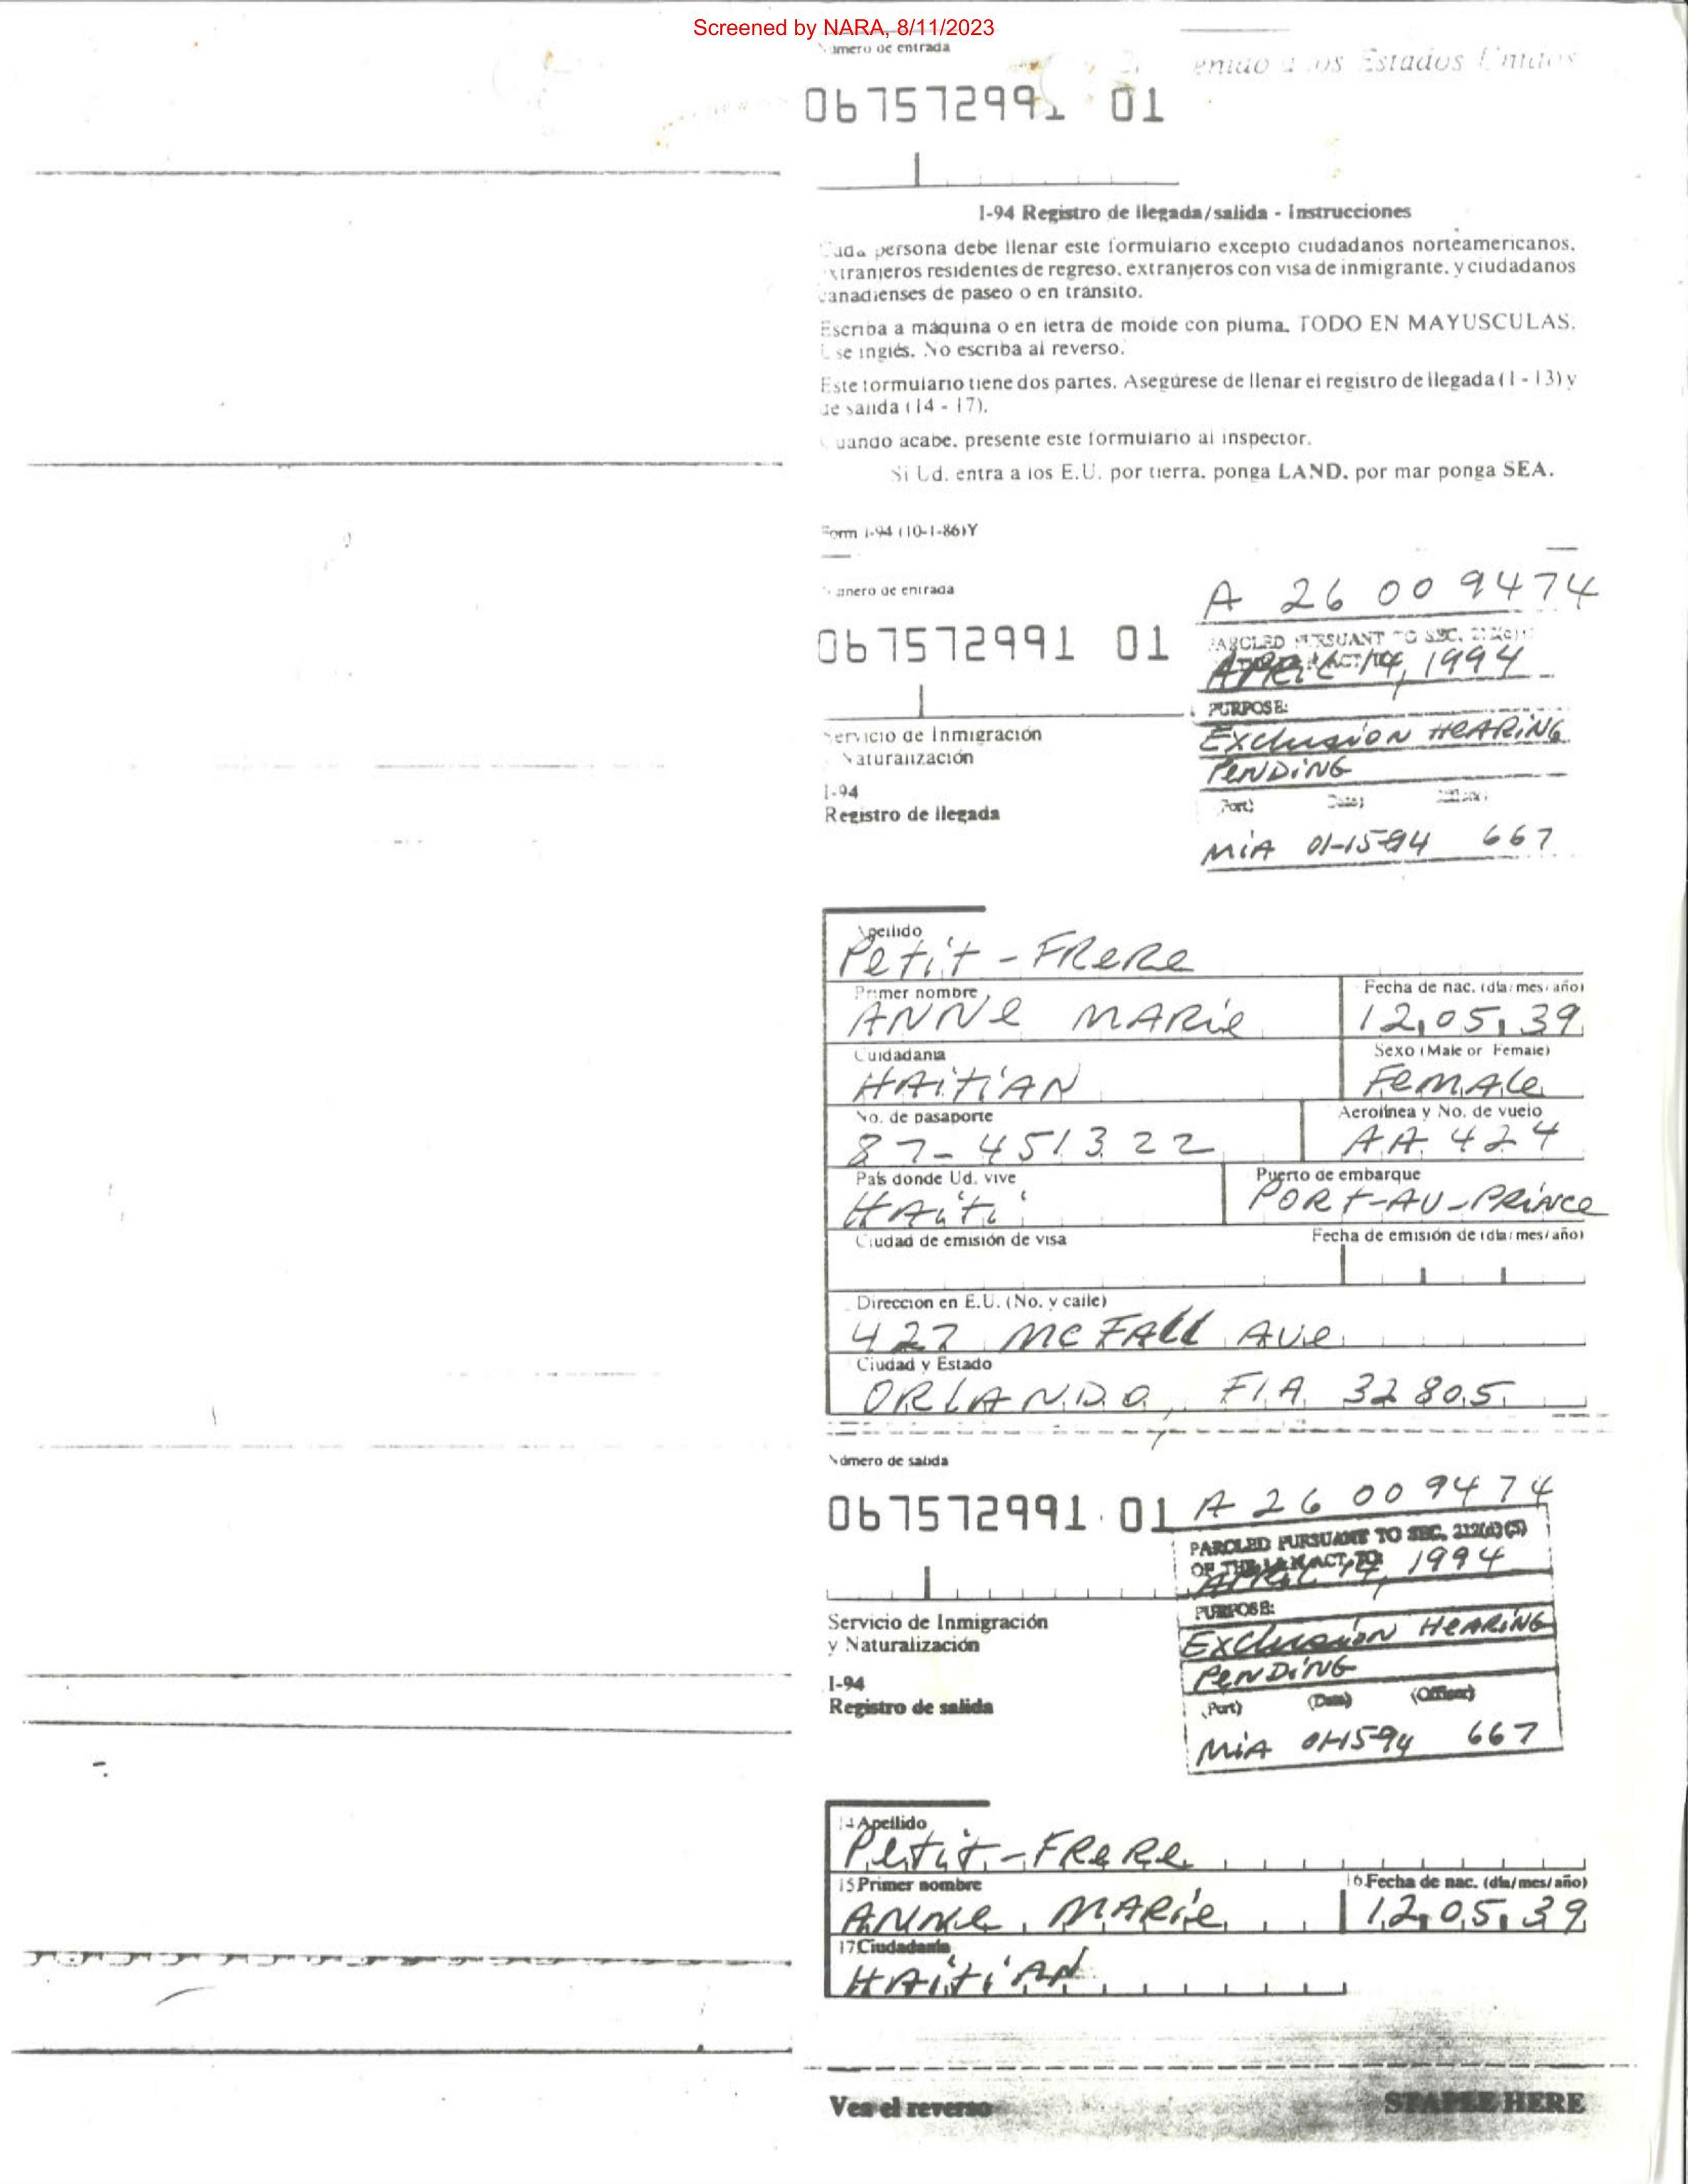 Screened by NARA, 8/11/2023
Número de entrada
a los Estados Unidos
067572991 01
I-94 Registro de llegada/salida - Instrucciones
Cada persona debe llenar este formulario excepto ciudadanos norteamericanos,
extranjeros residentes de regreso, extranjeros con visa de inmigrante, y ciudadanos
canadienses de paseo o en tránsito.
Escriba a máquina o en letra de molde con pluma, TODO EN MAYUSCULAS.
Use inglés. No escriba al reverso.
Este formulario tiene dos partes. Asegúrese de llenar el registro de llegada (1 - 13) y
de salida (14 - 17).
Cuando acabe, presente este formulario al inspector.
Si Ud. entra a los E.U. por tierra, ponga LAND, por mar ponga SEA.
Form I-94 (10-1-86)Y
Número de entrada
A 26 009474
067572991 01
PAROLED PURSUANT TO SEC. 212(d)(5)
APRIL 14, 1994
PURPOSE:
Exclusion HEARING
PENDING
(Port) (Date) (Officer)
MIA 01-15-94 667
Servicio de Inmigración
y Naturalización
I-94
Registro de llegada
Apellido
Petit-FReRe
Primer nombre
ANNe MARie
Fecha de nac. (día/mes/año)
12,05,39
Cuidadania
HAiTiAN
Sexo (Male or Female)
FemALe
No. de pasaporte
87-451322
Aerolínea y No. de vuelo
AA 424
País donde Ud. vive
HAiti
Puerto de embarque
PORT-AU-PRiNce
Ciudad de emisión de visa
Fecha de emisión de (día/mes/año)
Direccion en E.U. (No. y calle)
427 Mc FAll Ave
Ciudad y Estado
ORLANDO, FLA 32805
Número de salida
067572991 01
A 26 009474
PAROLED PURSUANT TO SEC. 212(d)(5)
OF THE I & N ACT TO:
APRIL 14, 1994
PURPOSE:
Exclusion HeARiNG
PeNDiNG
(Port) (Date) (Officer)
MiA 01-15-94 667
Servicio de Inmigración
y Naturalización
I-94
Registro de salida
14 Apellido
Petit-FReRe
15 Primer nombre
ANNe MARie
16 Fecha de nac. (día/mes/año)
12,05,39
17 Ciudadanía
HAiTiAN
Vea el reverso
STAPLE HERE